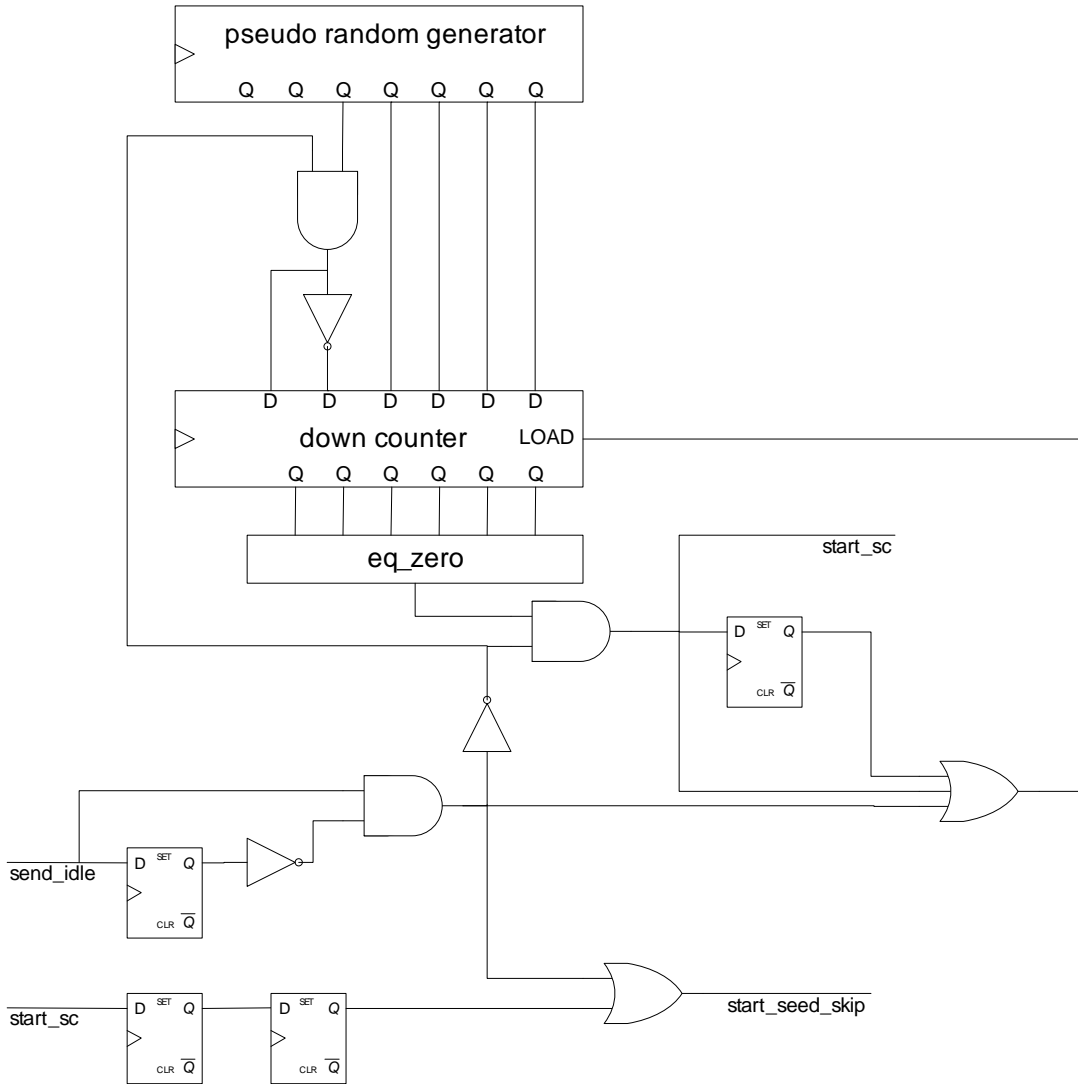 pseudo random generator
Q Q Q Q Q Q Q
D D D D D D
down counter LOAD
Q Q Q Q Q Q
eq_zero
start_sc
D SET Q
CLR Q
send_idle
D SET Q
CLR Q
start_sc
D SET Q
CLR Q
D SET Q
CLR Q
start_seed_skip